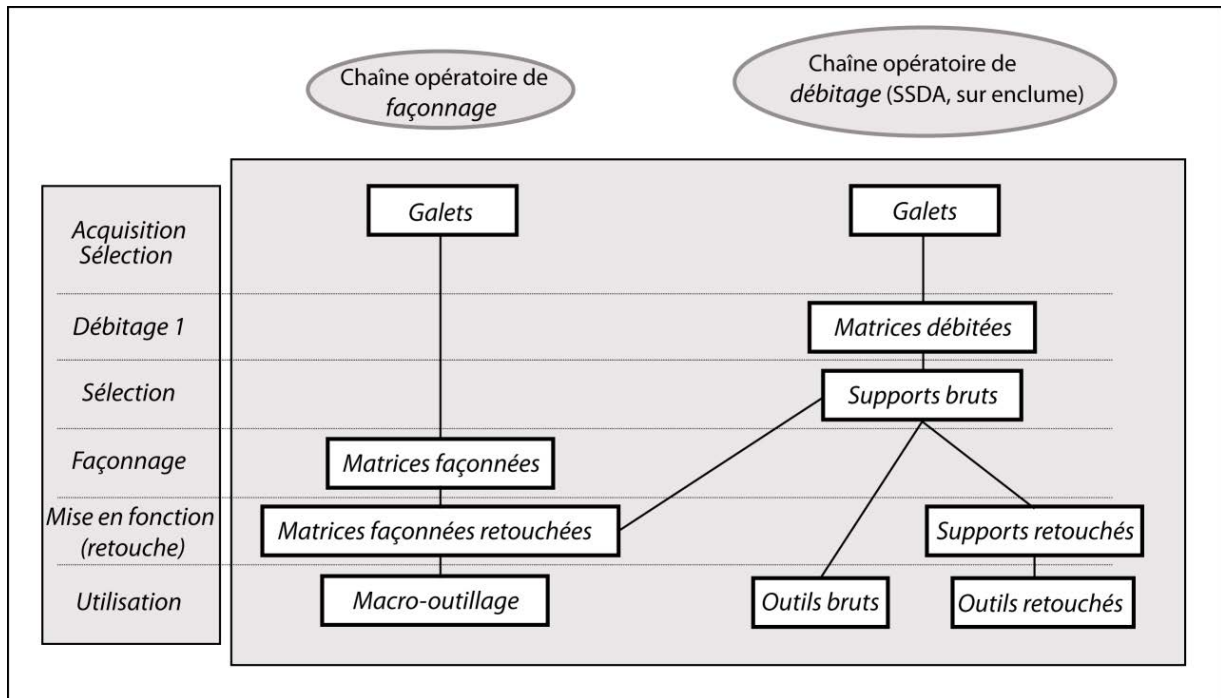 Chaîne opératoire de
façonnage
Chaîne opératoire de
débitage (SSDA, sur enclume)
Acquisition
Sélection
Galets
Galets
Débitage 1
Matrices débitées
Sélection
Supports bruts
Façonnage
Matrices façonnées
Mise en fonction
(retouche)
Matrices façonnées retouchées
Supports retouchés
Utilisation
Macro-outillage
Outils bruts
Outils retouchés